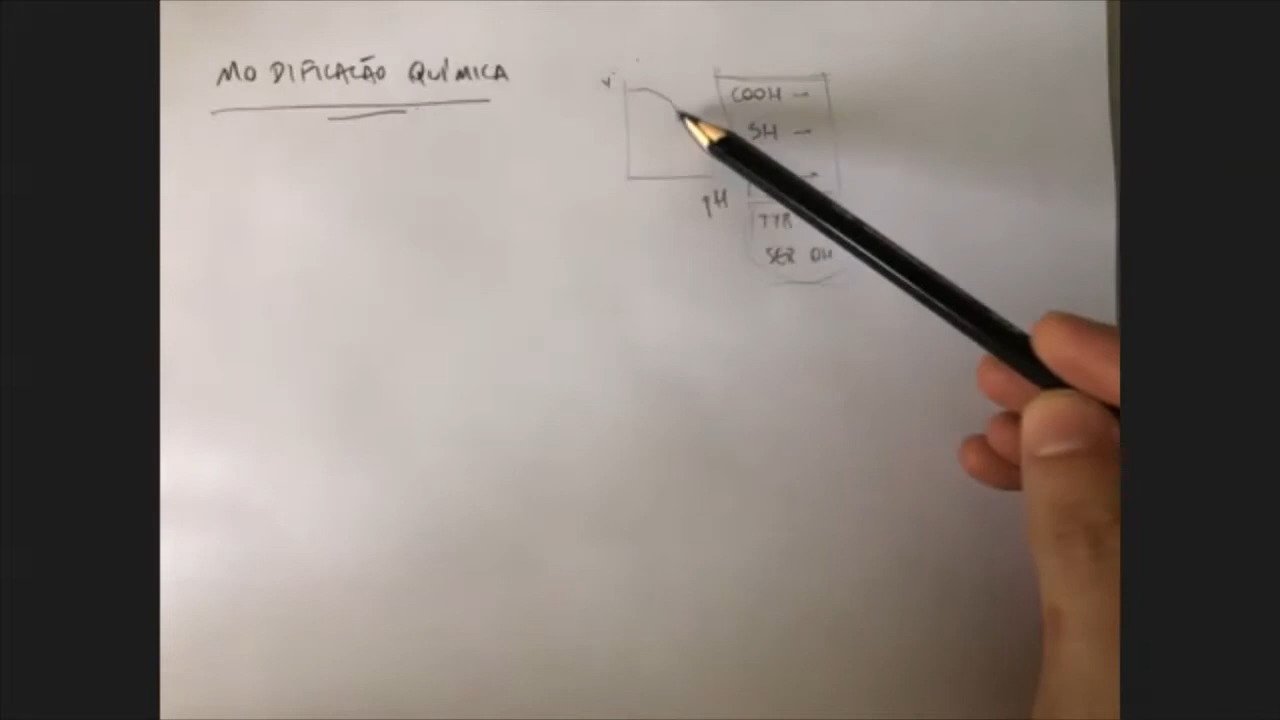 MODIFICAÇÃO QUÍMICA
V
pH
COOH →
SH →
→
TYR
SER OH